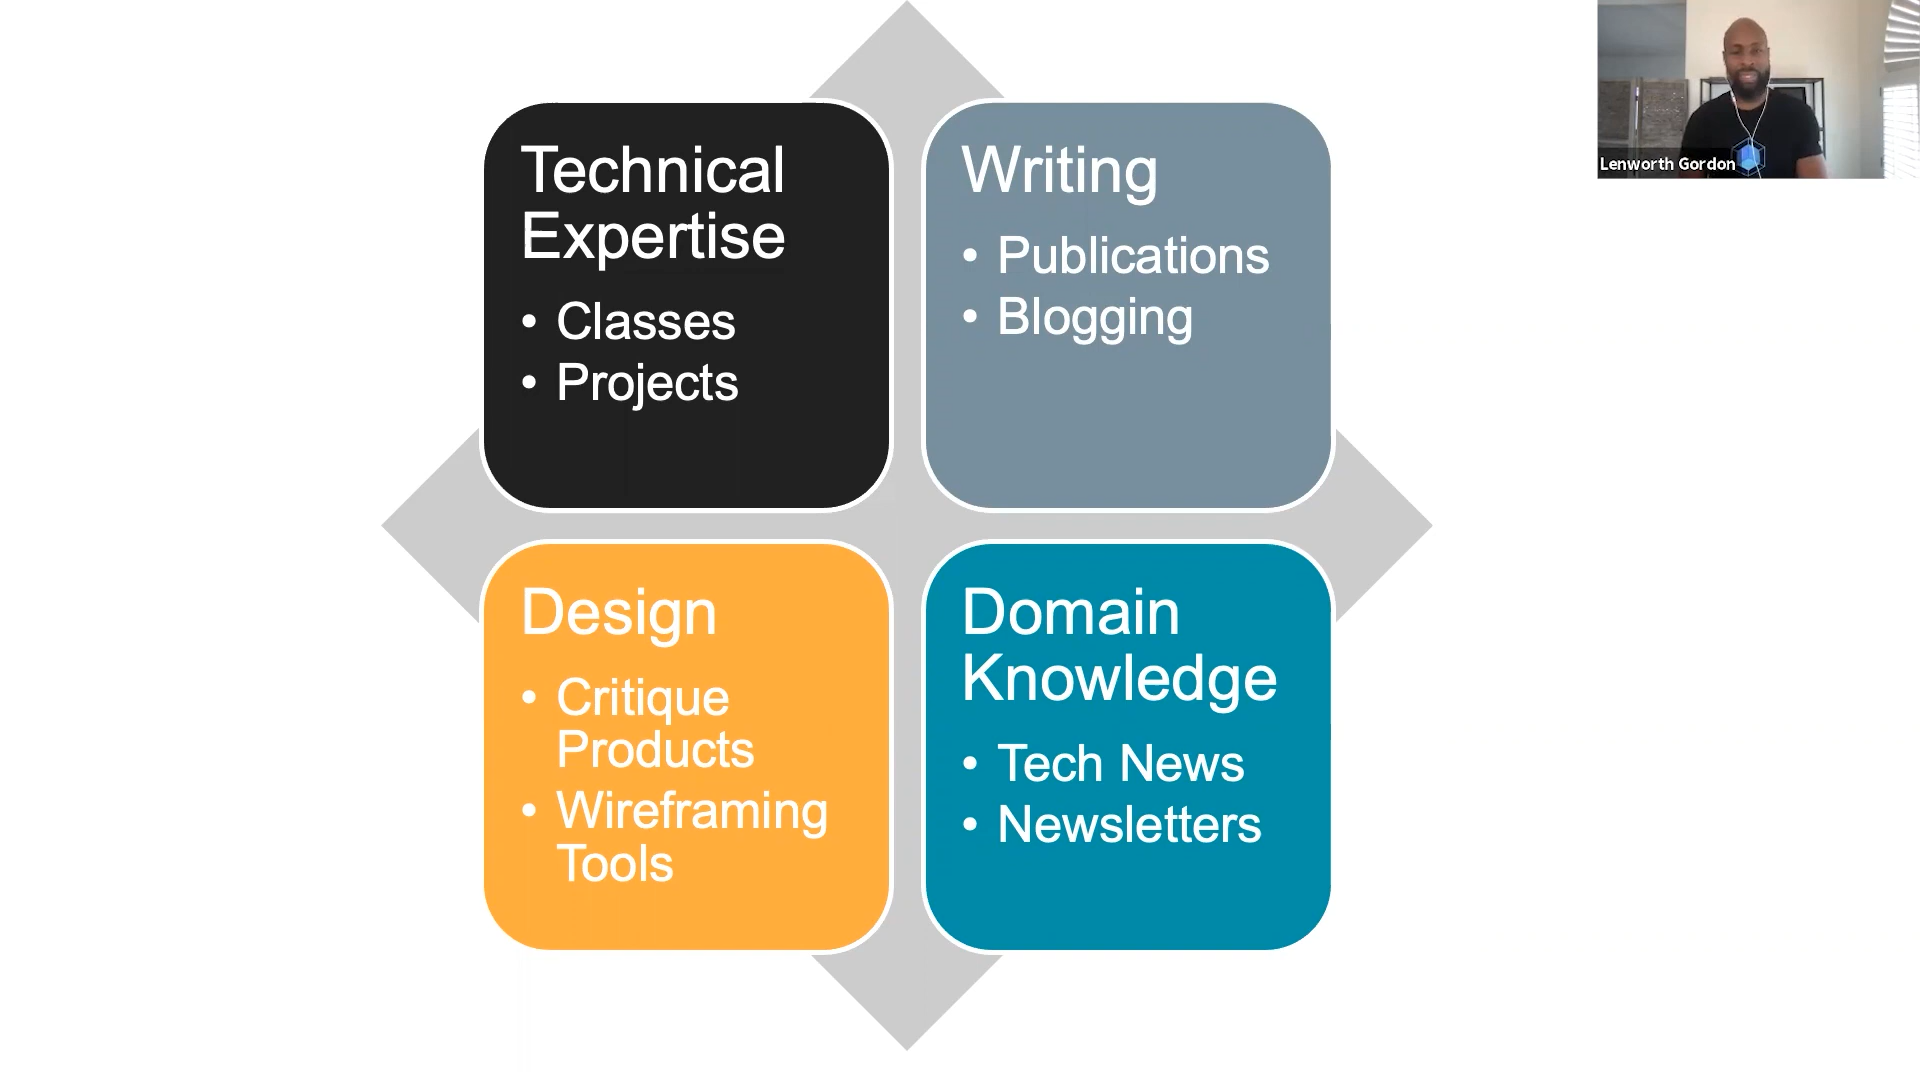 Technical
Expertise
• Classes
• Projects
Writing
• Publications
• Blogging
Design
• Critique
Products
• Wireframing
Tools
Domain
Knowledge
• Tech News
• Newsletters
Lenworth Gordon